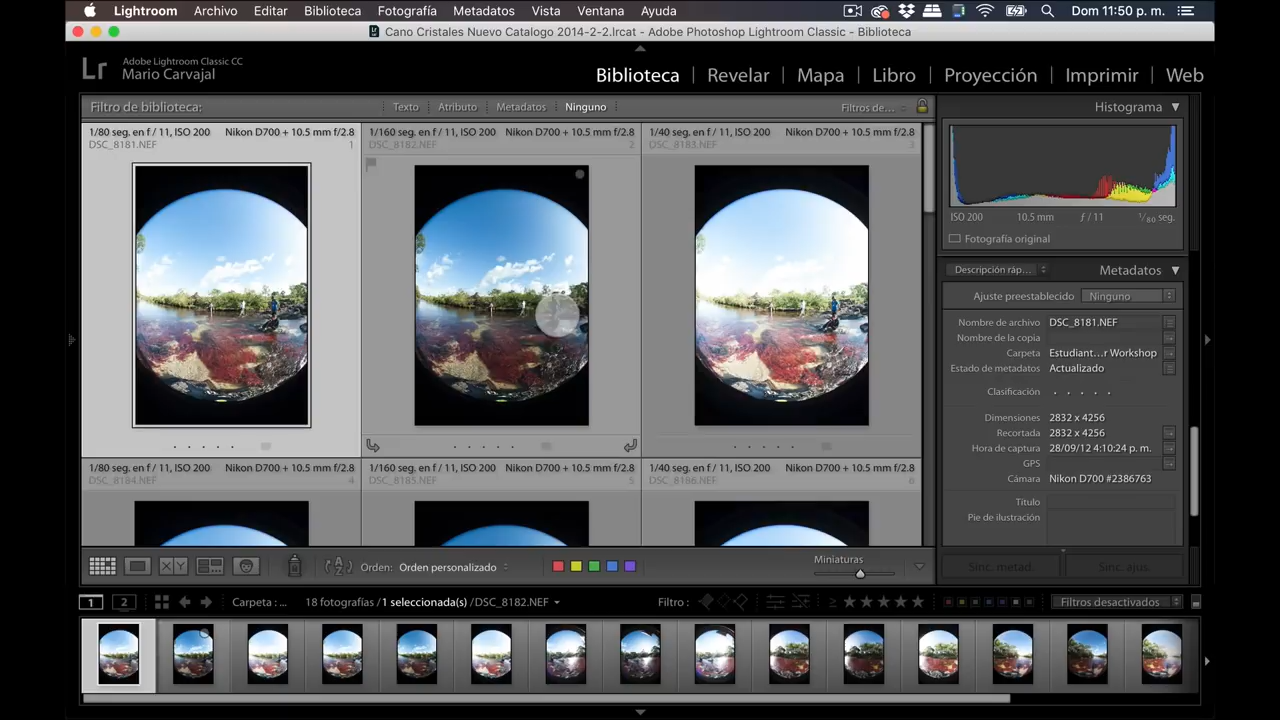 Lightroom Archivo Editar Biblioteca Fotografía Metadatos Vista Ventana Ayuda Dom 11:50 p. m.
Cano Cristales Nuevo Catalogo 2014-2-2.lrcat - Adobe Photoshop Lightroom Classic - Biblioteca
Lr Adobe Lightroom Classic CC
Mario Carvajal
Biblioteca Revelar Mapa Libro Proyección Imprimir Web
Filtro de biblioteca: Texto Atributo Metadatos Ninguno Filtros de...
Histograma
1/80 seg. en f / 11, ISO 200 Nikon D700 + 10.5 mm f/2.8
DSC_8181.NEF 1
1/160 seg. en f / 11, ISO 200 Nikon D700 + 10.5 mm f/2.8
DSC_8182.NEF 2
1/40 seg. en f / 11, ISO 200 Nikon D700 + 10.5 mm f/2.8
DSC_8183.NEF 3
ISO 200 10.5 mm ƒ / 11 1/80 seg.
Fotografía original
Descripción ráp... Metadatos
Ajuste preestablecido Ninguno
Nombre de archivo DSC_8181.NEF
Nombre de la copia
Carpeta Estudiant...r Workshop
Estado de metadatos Actualizado
Clasificación . . . . .
Dimensiones 2832 x 4256
Recortada 2832 x 4256
Hora de captura 28/09/12 4:10:24 p. m.
GPS
Cámara Nikon D700 #2386763
Título
Pie de ilustración
1/80 seg. en f / 11, ISO 200 Nikon D700 + 10.5 mm f/2.8
DSC_8184.NEF 4
1/160 seg. en f / 11, ISO 200 Nikon D700 + 10.5 mm f/2.8
DSC_8185.NEF 5
1/40 seg. en f / 11, ISO 200 Nikon D700 + 10.5 mm f/2.8
DSC_8186.NEF 6
XY A Z Orden: Orden personalizado Miniaturas
Sinc. metad. Sinc. ajus.
1 2 Carpeta : ... 18 fotografías /1 seleccionada(s) /DSC_8182.NEF Filtro : ≥ Filtros desactivados